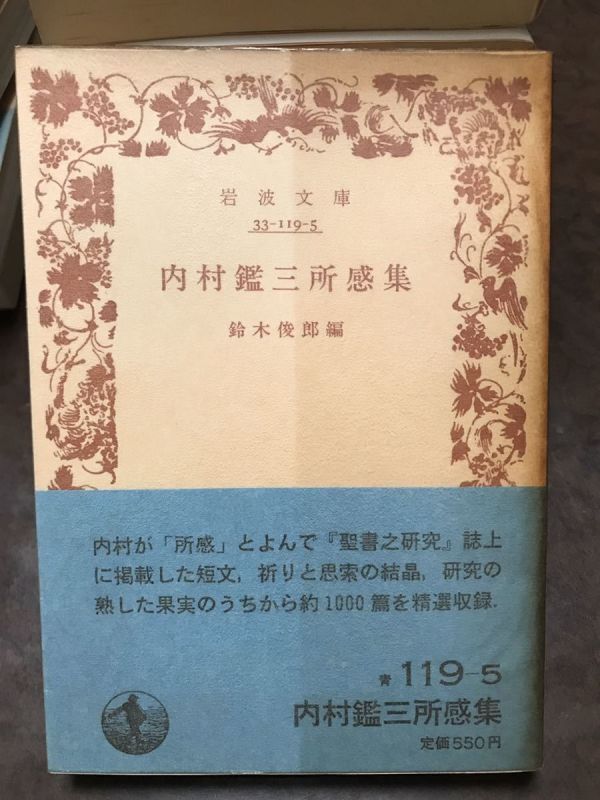 岩波文庫
33-119-5
内村鑑三所感集
鈴木俊郎編
内村が「所感」とよんで『聖書之研究』誌上
に掲載した短文,祈りと思索の結晶,研究の
熟した果実のうちから約1000篇を精選収録.
青 119-5
内村鑑三所感集
定価550円